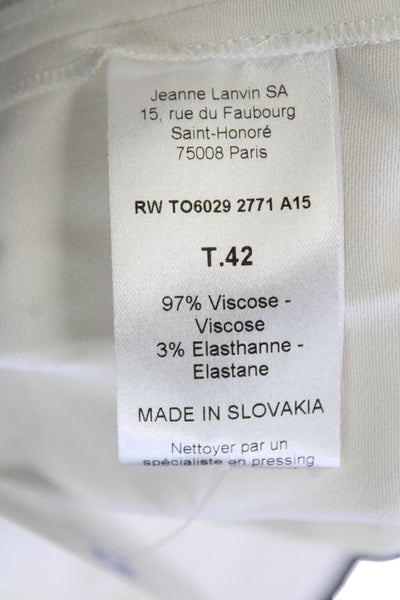 Jeanne Lanvin SA
15, rue du Faubourg
Saint-Honoré
75008 Paris
RW TO6029 2771 A15
T.42
97% Viscose -
Viscose
3% Elasthanne -
Elastane
MADE IN SLOVAKIA
Nettoyer par un
spécialiste en pressing